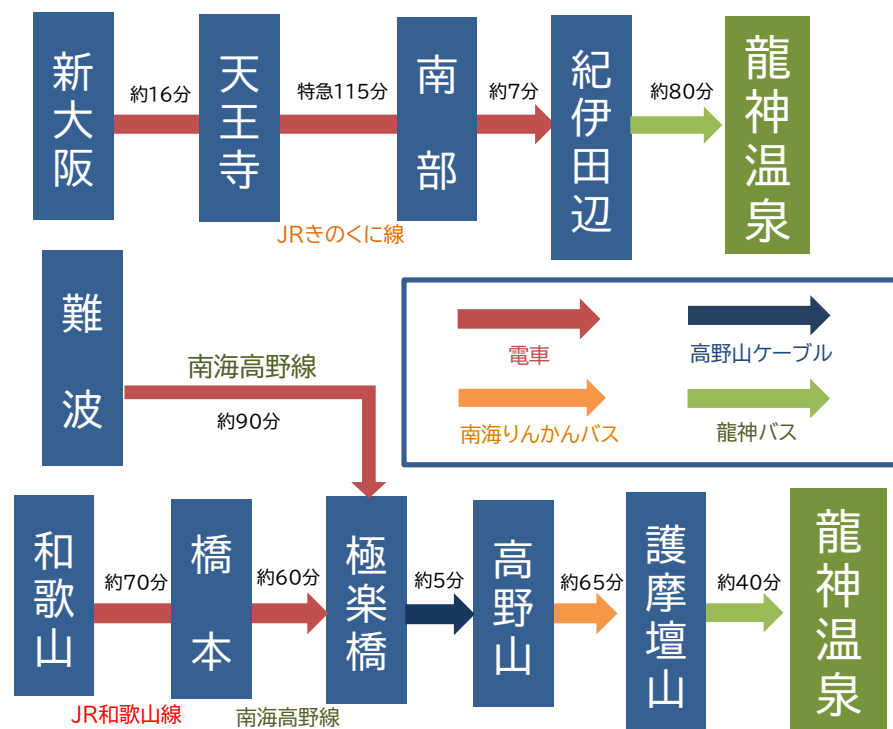 新大阪
約16分
天王寺
特急115分
南部
約7分
紀伊田辺
約80分
龍神温泉
JRきのくに線
難波
南海高野線
約90分
電車
高野山ケーブル
南海りんかんバス
龍神バス
和歌山
約70分
橋本
約60分
極楽橋
約5分
高野山
約65分
護摩壇山
約40分
龍神温泉
JR和歌山線
南海高野線